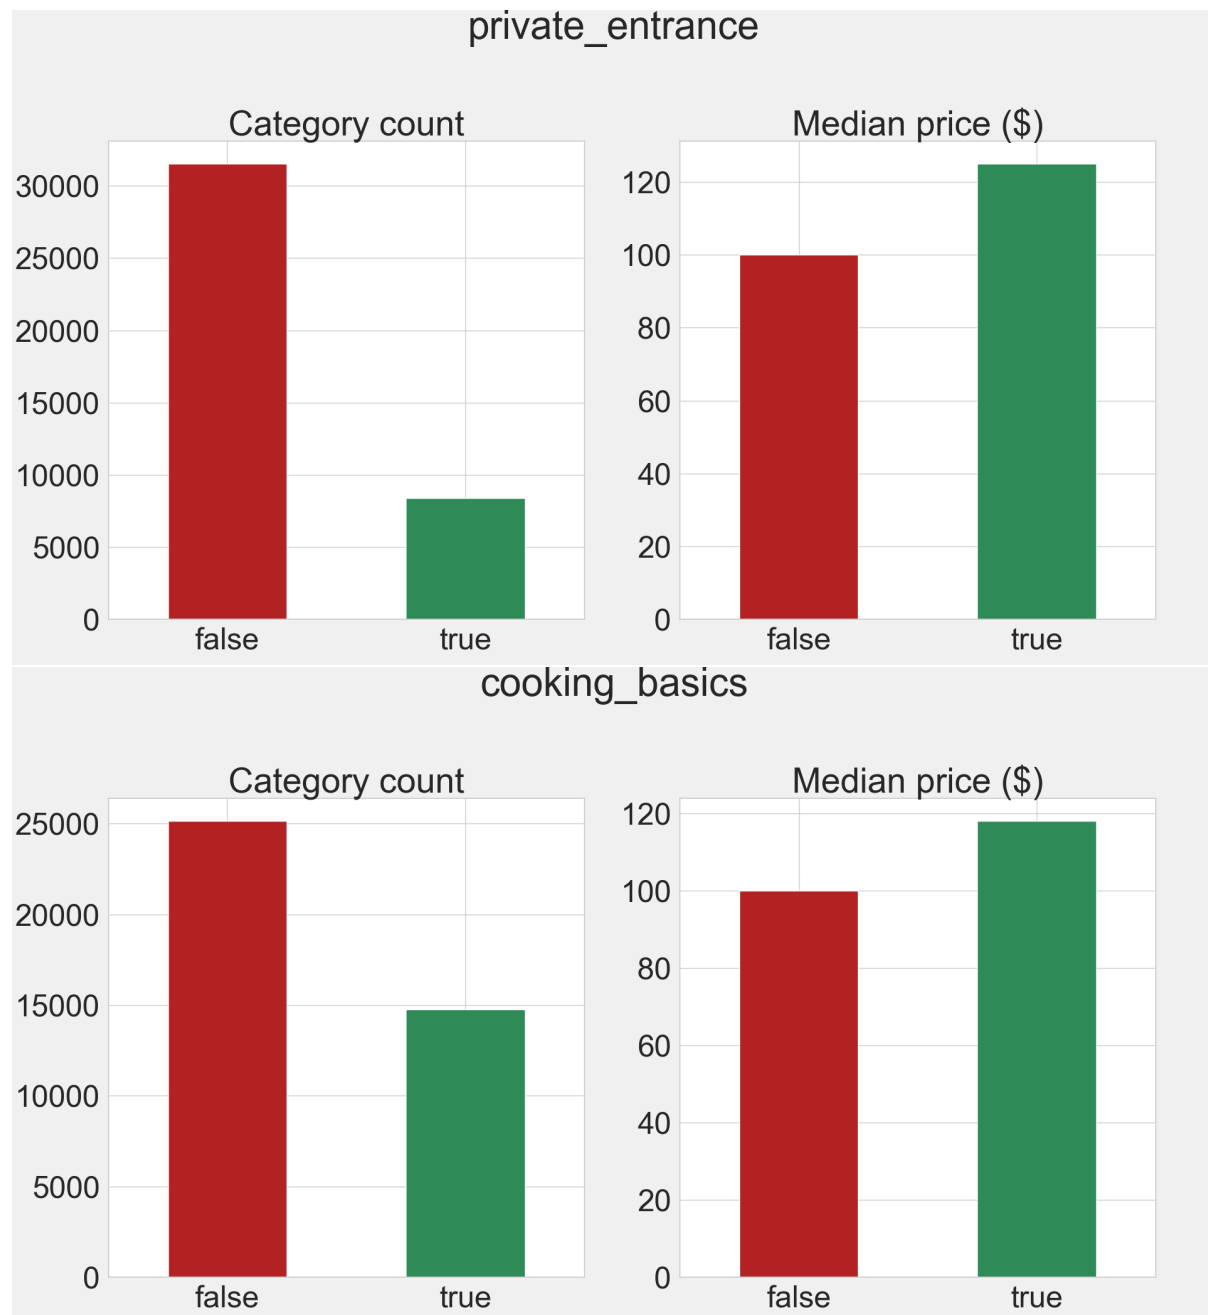 private_entrance
Category count
Median price ($)
30000
25000
20000
15000
10000
5000
0
false
true
120
100
80
60
40
20
0
false
true
cooking_basics
Category count
Median price ($)
25000
20000
15000
10000
5000
0
false
true
120
100
80
60
40
20
0
false
true